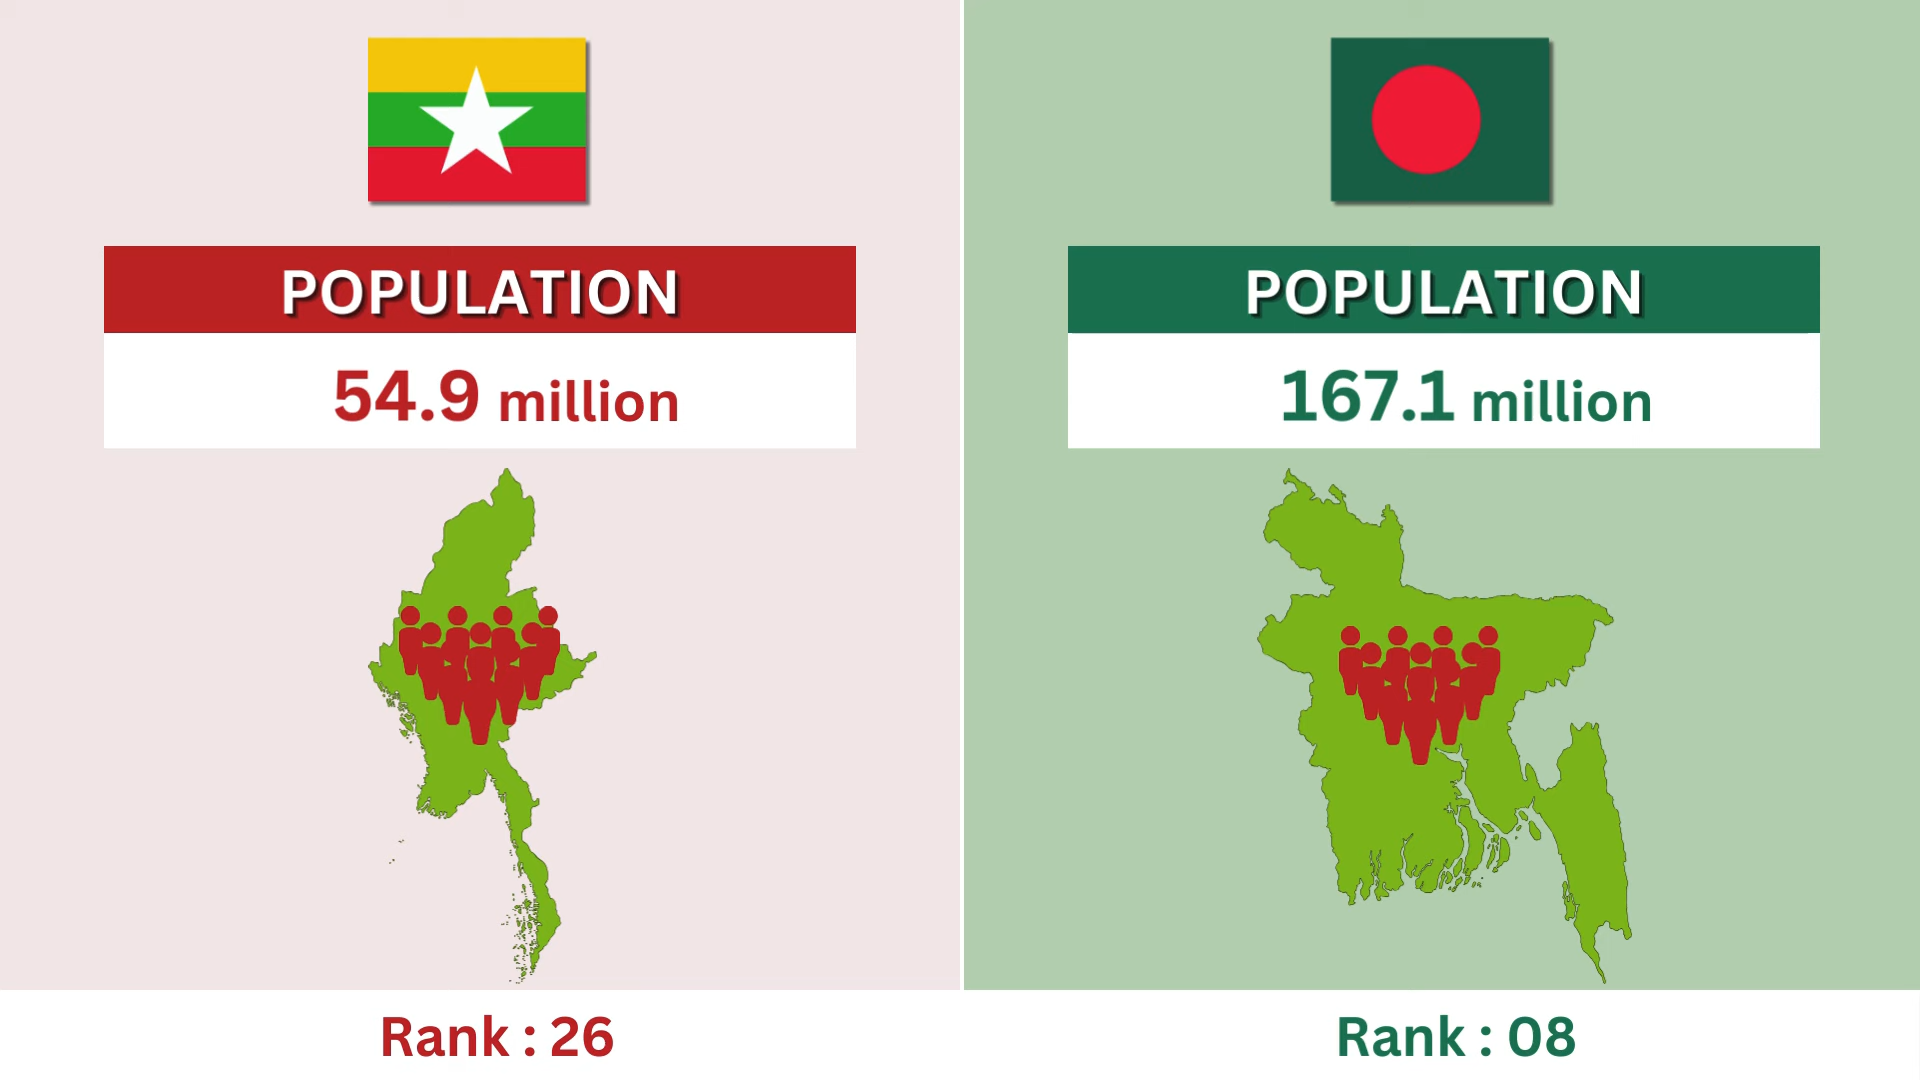 POPULATION
54.9 million
Rank : 26
POPULATION
167.1 million
Rank : 08